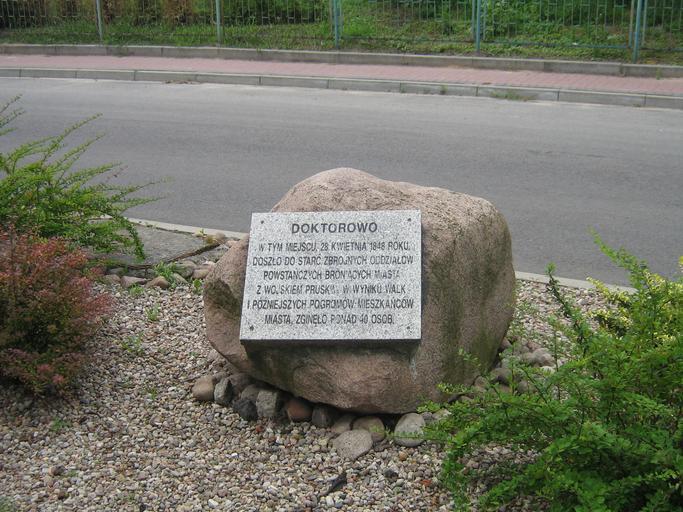 DOKTOROWO
W TYM MIEJSCU, 28 KWIETNIA 1848 ROKU,
DOSZŁO DO STARĆ ZBROJNYCH ODDZIAŁÓW
POWSTAŃCZYCH BRONIĄCYCH MIASTA
Z WOJSKIEM PRUSKIM. W WYNIKU WALK
I PÓŹNIEJSZYCH POGROMÓW MIESZKAŃCÓW
MIASTA, ZGINĘŁO PONAD 40 OSÓB.